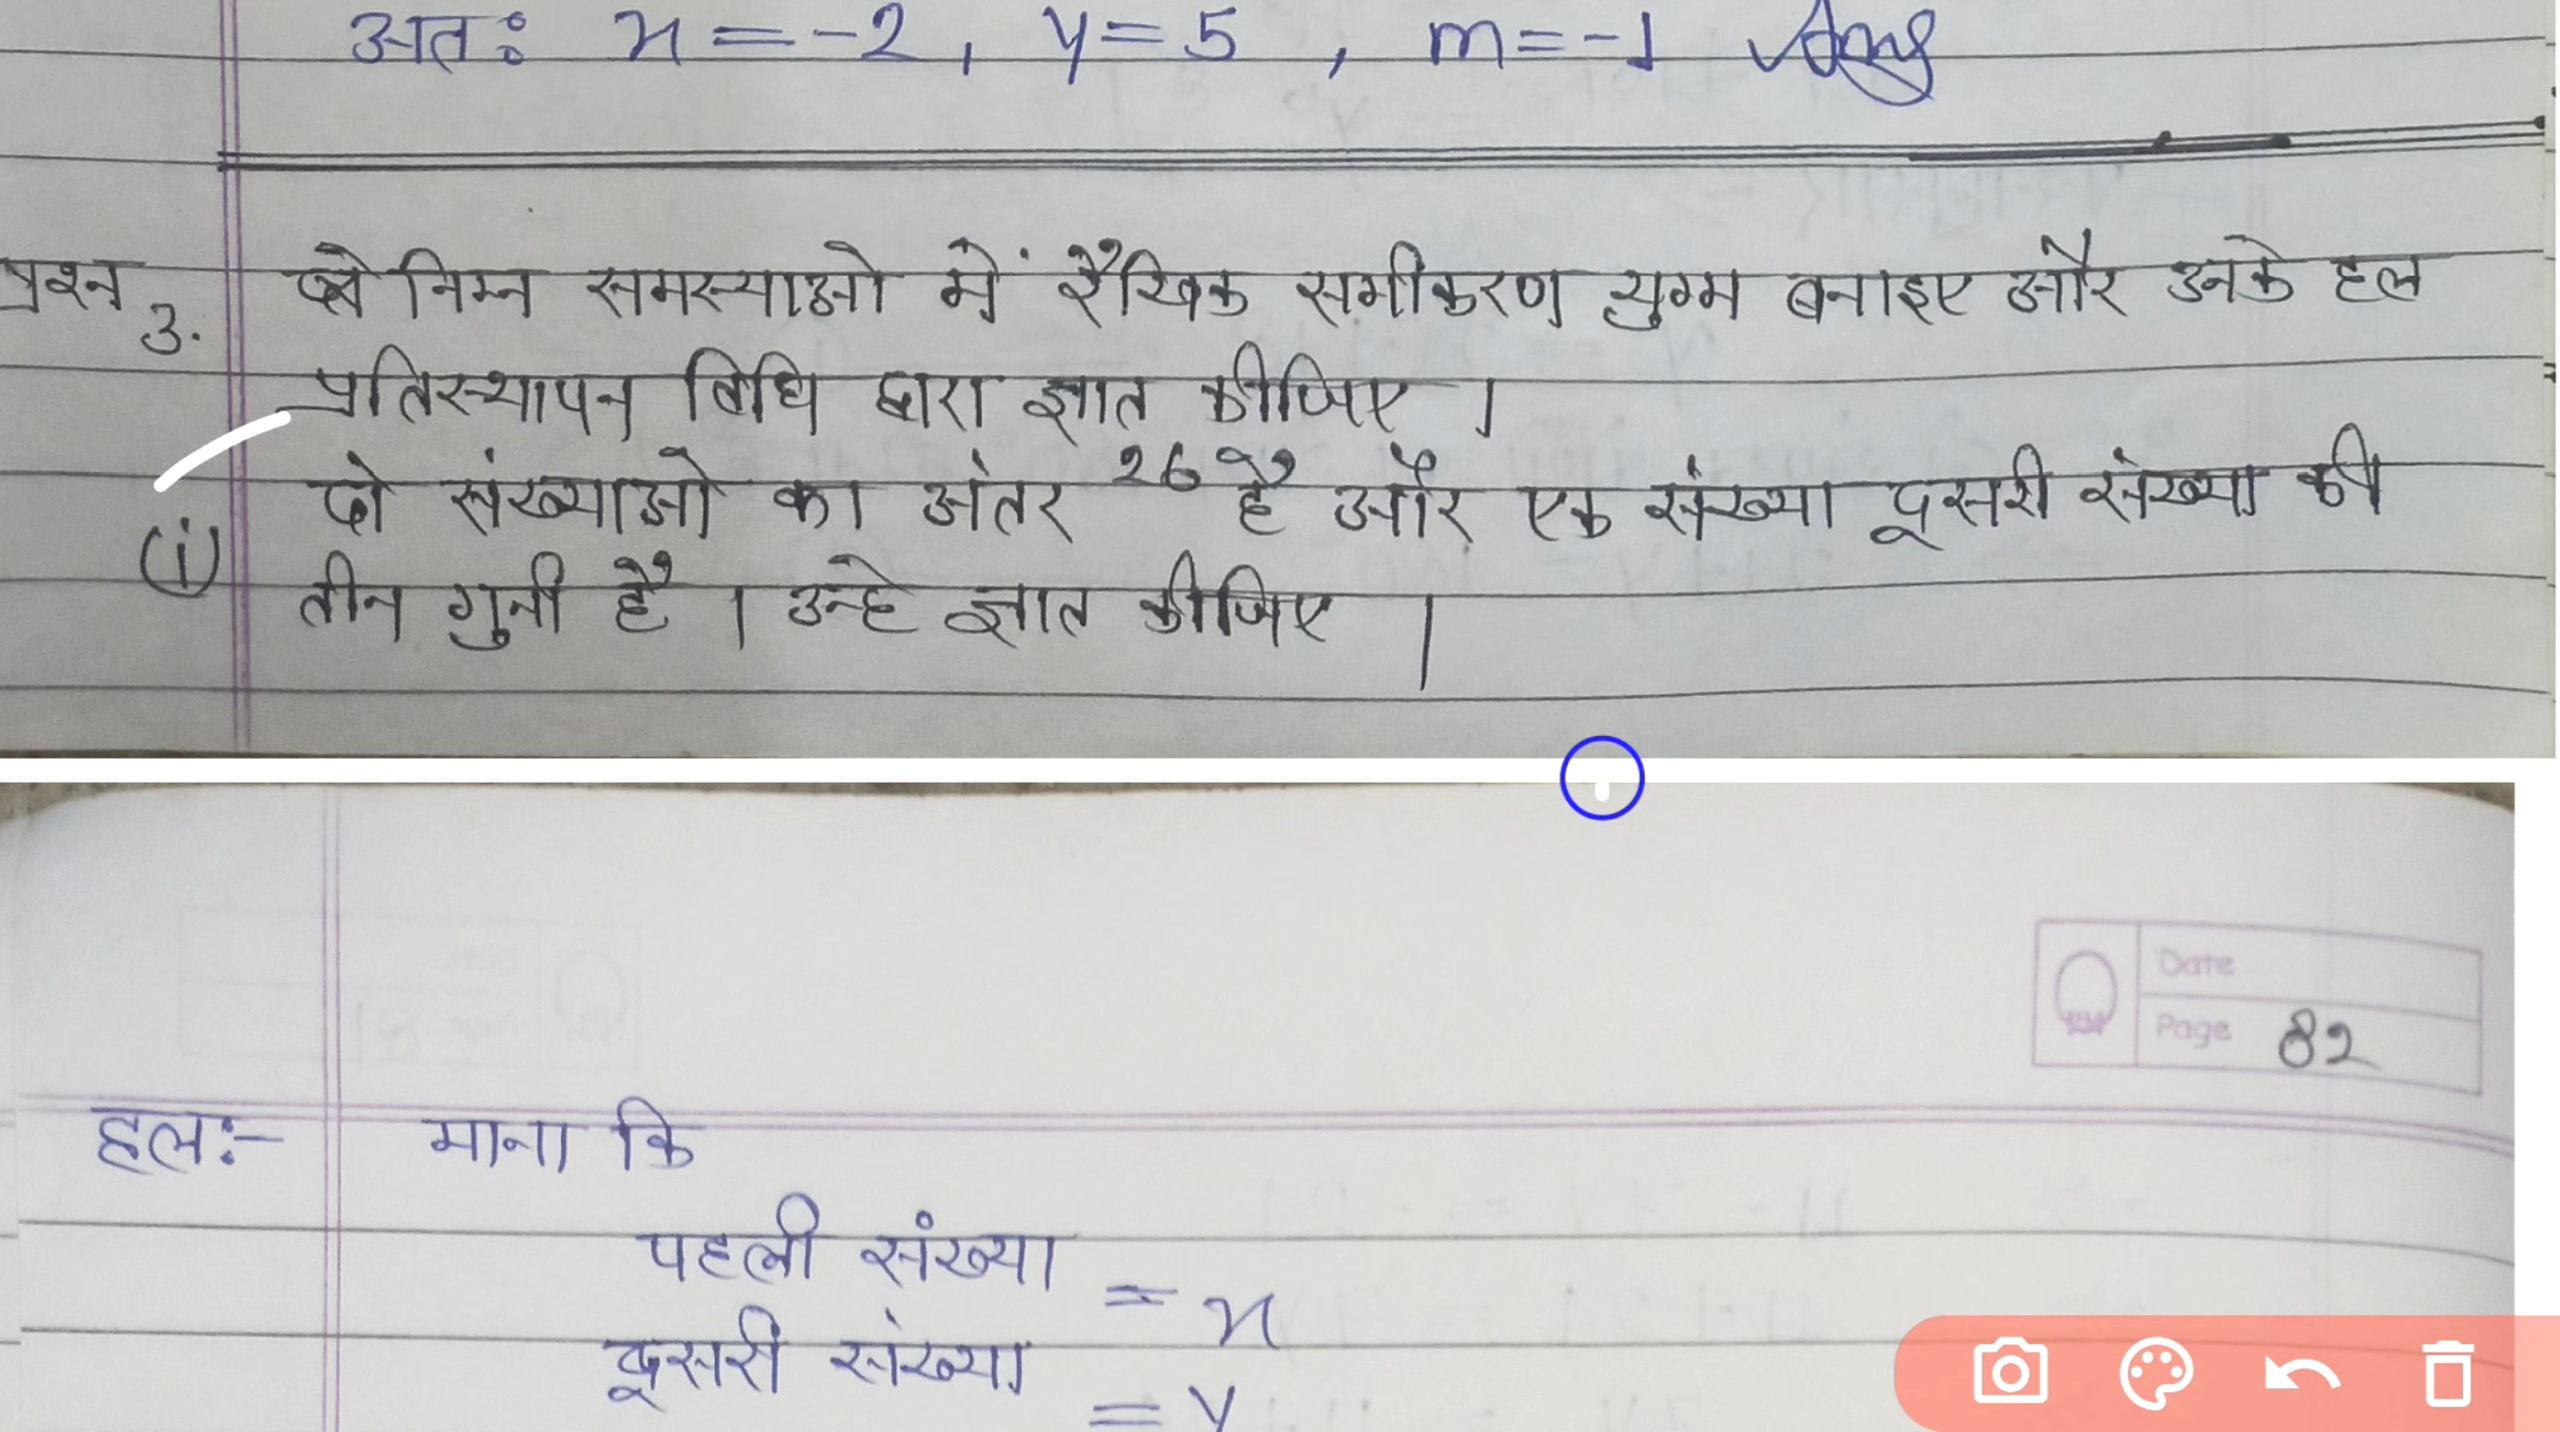 अतः x = -2, y = 5, m = -1 Ans
प्रश्न 3. निम्न समस्याओ में रैखिक समीकरण युग्म बनाइए और उनके हल
प्रतिस्थापन विधि द्वारा ज्ञात कीजिए ।
(i) दो संख्याओ का अंतर 26 है और एक संख्या दूसरी संख्या की
तीन गुनी है । उन्हे ज्ञात कीजिए ।
Date
Page 82
हल:- माना कि
पहली संख्या = x
दूसरी संख्या = y